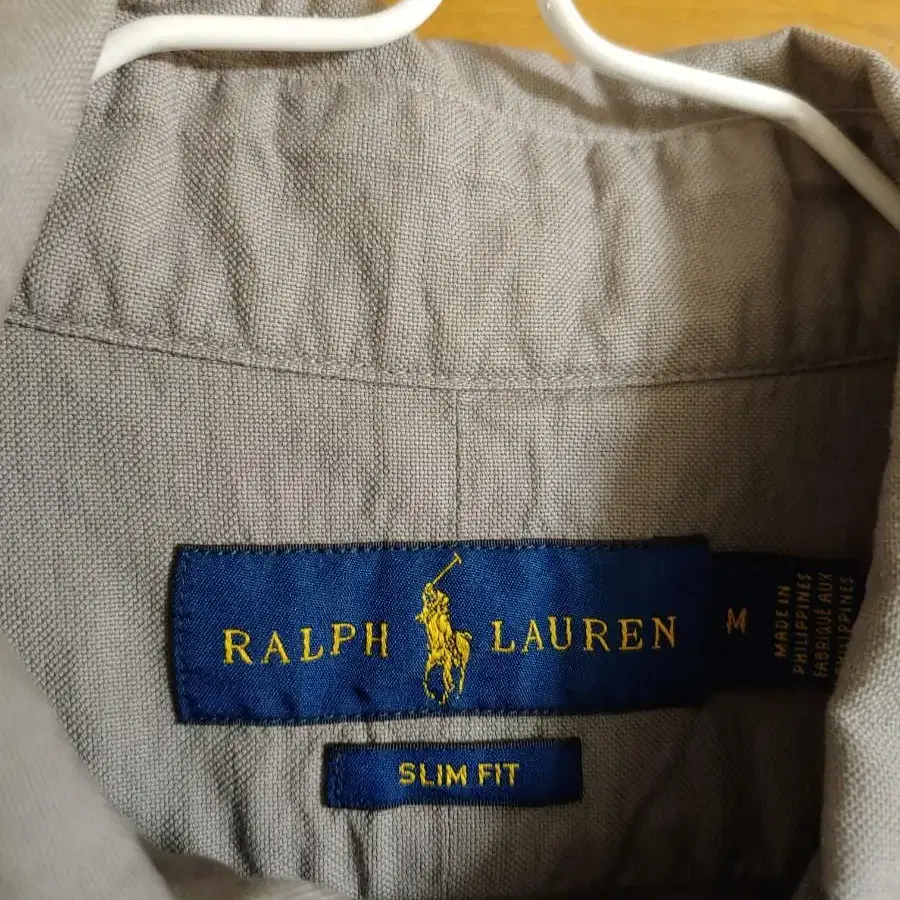 RALPH LAUREN
M
MADE IN
PHILIPPINES
FABRIQUÉ AUX
PHILIPPINES
SLIM FIT